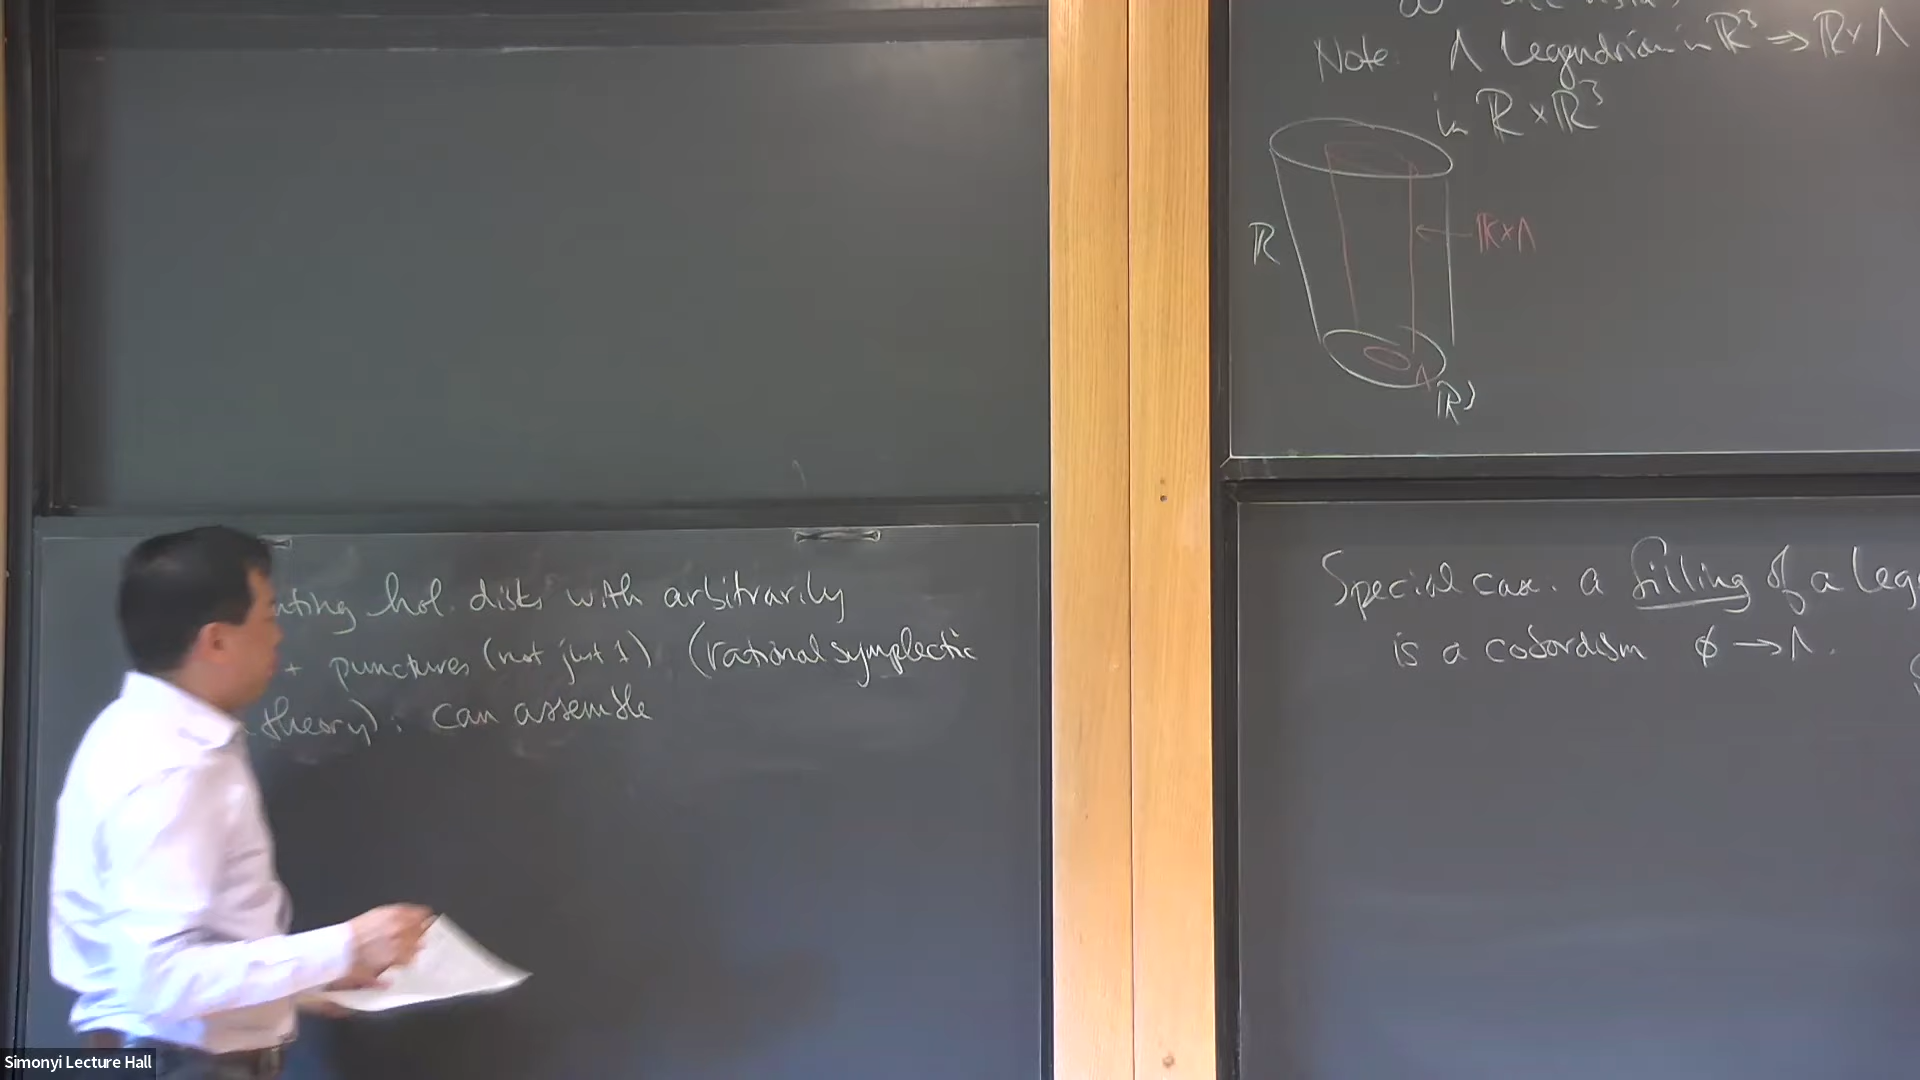 hol. disks with arbitrarily
+ punctures (not just 1) (rational symplectic
theory): can assemble
Note. Λ Legendrian in ℝ³ ⇒ ℝ×Λ
in ℝ×ℝ³
ℝ
ℝ×Λ
Λ
ℝ³
Special case. a filling of a Leg
is a cobordism ∅ → Λ.
Simonyi Lecture Hall